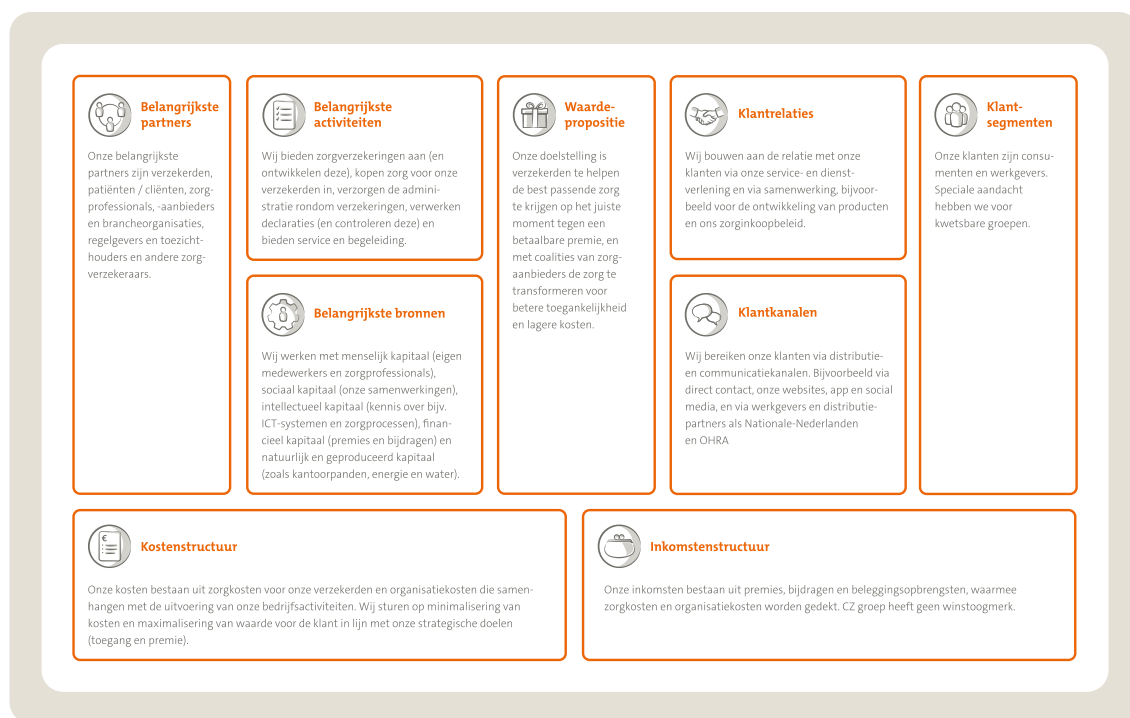 Belangrijkste
partners
Onze belangrijkste
partners zijn verzekerden,
patiënten / cliënten, zorg-
professionals, -aanbieders
en brancheorganisaties,
regelgevers en toezicht-
houders en andere zorg-
verzekeraars.
Belangrijkste
activiteiten
Wij bieden zorgverzekeringen aan (en
ontwikkelen deze), kopen zorg voor onze
verzekerden in, verzorgen de admini-
stratie rondom verzekeringen, verwerken
declaraties (en controleren deze) en
bieden service en begeleiding.
Belangrijkste bronnen
Wij werken met menselijk kapitaal (eigen
medewerkers en zorgprofessionals),
sociaal kapitaal (onze samenwerkingen),
intellectueel kapitaal (kennis over bijv.
ICT-systemen en zorgprocessen), finan-
cieel kapitaal (premies en bijdragen) en
natuurlijk en geproduceerd kapitaal
(zoals kantoorpanden, energie en water).
Waarde-
propositie
Onze doelstelling is
verzekerden te helpen
de best passende zorg
te krijgen op het juiste
moment tegen een
betaalbare premie, en
met coalities van zorg-
aanbieders de zorg te
transformeren voor
betere toegankelijkheid
en lagere kosten.
Klantrelaties
Wij bouwen aan de relatie met onze
klanten via onze service- en dienst-
verlening en via samenwerking, bijvoor-
beeld voor de ontwikkeling van producten
en ons zorginkoopbeleid.
Klantkanalen
Wij bereiken onze klanten via distributie-
en communicatiekanalen. Bijvoorbeeld via
direct contact, onze websites, app en social
media, en via werkgevers en distributie-
partners als Nationale-Nederlanden
en OHRA
Klant-
segmenten
Onze klanten zijn consu-
menten en werkgevers.
Speciale aandacht
hebben we voor
kwetsbare groepen.
€
Kostenstructuur
Onze kosten bestaan uit zorgkosten voor onze verzekerden en organisatiekosten die samen-
hangen met de uitvoering van onze bedrijfsactiviteiten. Wij sturen op minimalisering van
kosten en maximalisering van waarde voor de klant in lijn met onze strategische doelen
(toegang en premie).
Inkomstenstructuur
Onze inkomsten bestaan uit premies, bijdragen en beleggingsopbrengsten, waarmee
zorgkosten en organisatiekosten worden gedekt. CZ groep heeft geen winstoogmerk.